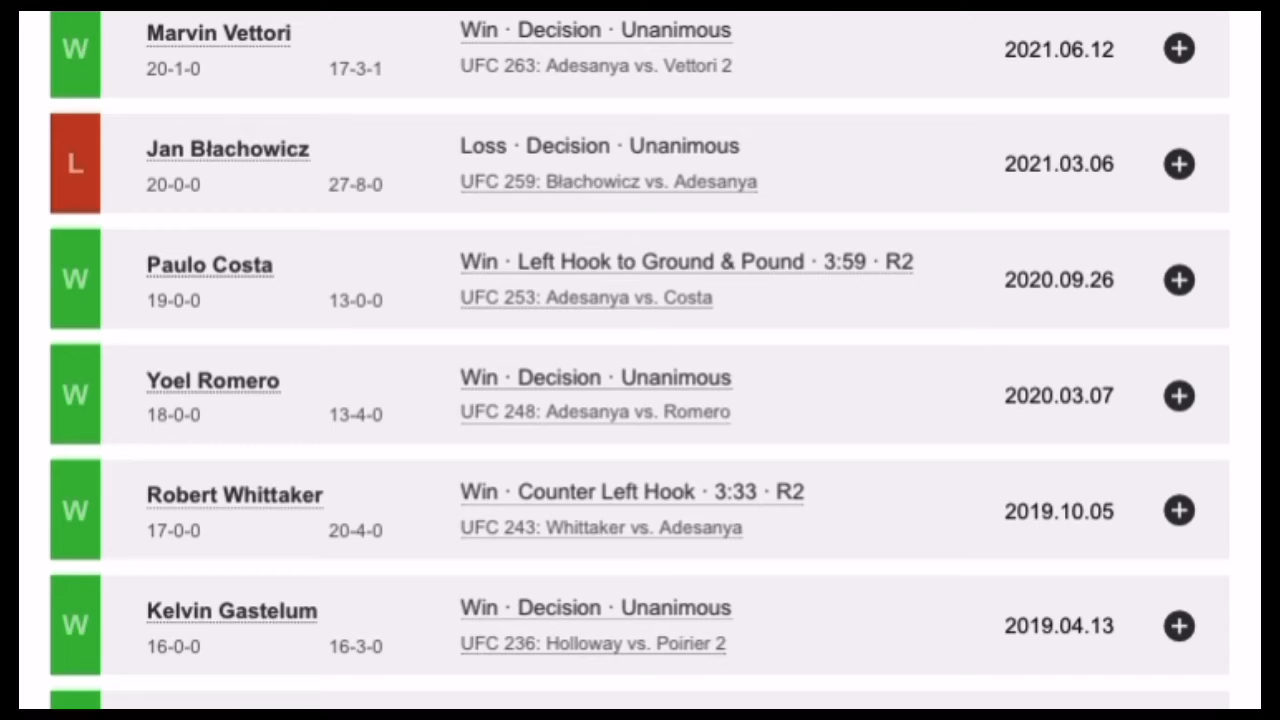 W
Marvin Vettori
Win · Decision · Unanimous
20-1-0 17-3-1
UFC 263: Adesanya vs. Vettori 2
2021.06.12
L
Jan Błachowicz
Loss · Decision · Unanimous
20-0-0 27-8-0
UFC 259: Błachowicz vs. Adesanya
2021.03.06
W
Paulo Costa
Win · Left Hook to Ground & Pound · 3:59 · R2
19-0-0 13-0-0
UFC 253: Adesanya vs. Costa
2020.09.26
W
Yoel Romero
Win · Decision · Unanimous
18-0-0 13-4-0
UFC 248: Adesanya vs. Romero
2020.03.07
W
Robert Whittaker
Win · Counter Left Hook · 3:33 · R2
17-0-0 20-4-0
UFC 243: Whittaker vs. Adesanya
2019.10.05
W
Kelvin Gastelum
Win · Decision · Unanimous
16-0-0 16-3-0
UFC 236: Holloway vs. Poirier 2
2019.04.13